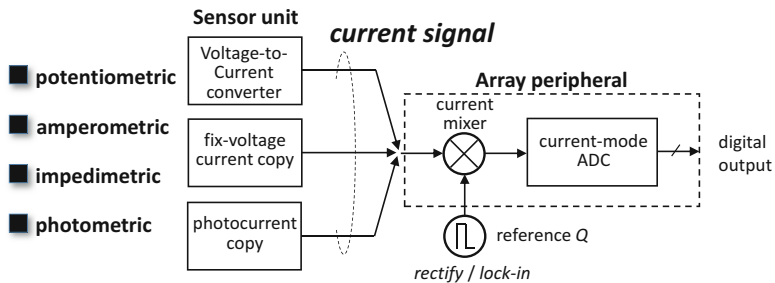 Sensor unit
current signal
potentiometric
amperometric
impedimetric
photometric
Voltage-to-
Current
converter
fix-voltage
current copy
photocurrent
copy
Array peripheral
current
mixer
current-mode
ADC
digital
output
reference Q
rectify / lock-in